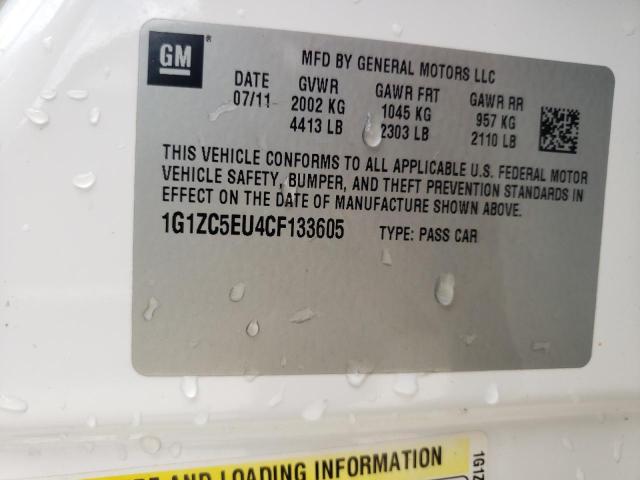 GM ®
MFD BY GENERAL MOTORS LLC
DATE GVWR GAWR FRT GAWR RR
07/11 2002 KG 1045 KG 957 KG
4413 LB 2303 LB 2110 LB
THIS VEHICLE CONFORMS TO ALL APPLICABLE U.S. FEDERAL MOTOR
VEHICLE SAFETY, BUMPER, AND THEFT PREVENTION STANDARDS IN
EFFECT ON THE DATE OF MANUFACTURE SHOWN ABOVE.
1G1ZC5EU4CF133605 TYPE: PASS CAR
AND LOADING INFORMATION
1G1Z